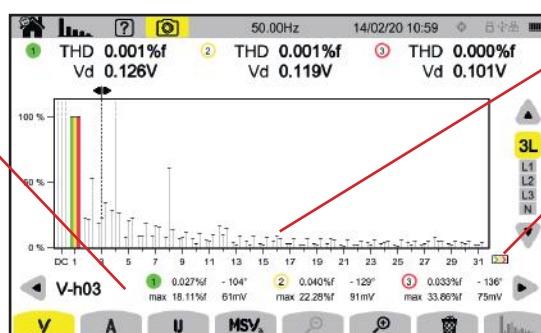 ? 50.00Hz 14/02/20 10:59
1 THD 0.001%f 2 THD 0.001%f 3 THD 0.000%f
Vd 0.126V Vd 0.119V Vd 0.101V
100 %
50 %
0 %
3L
L1
L2
L3
N
DC 1 3 5 7 9 11 13 15 17 19 21 23 25 27 29 31
V-h03 1 0.027%f - 104° 2 0.040%f - 129° 3 0.033%f - 136°
max 18.11%f 61mV max 22.28%f 91mV max 33.86%f 75mV
V A U MSV